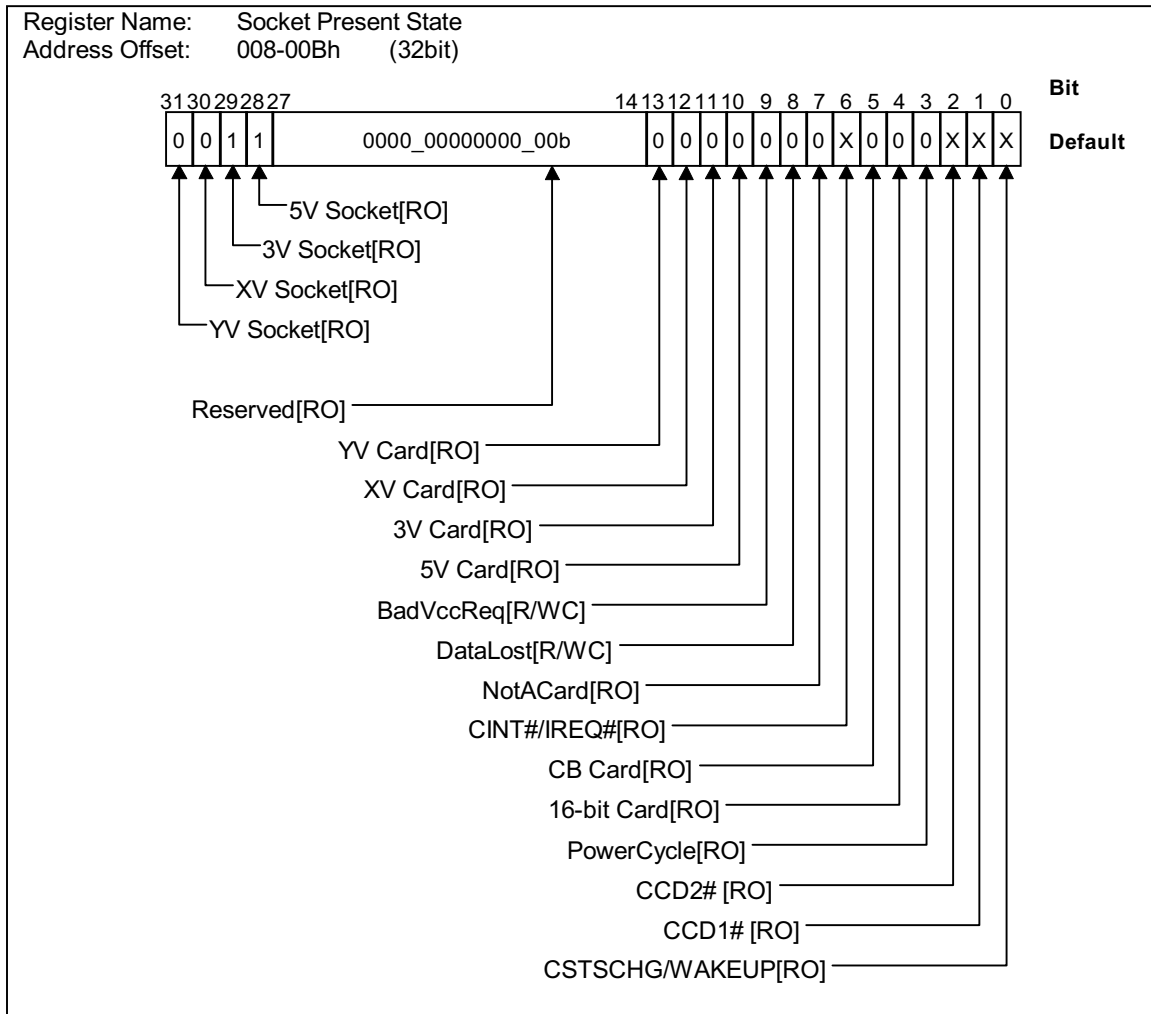 Register Name: Socket Present State
Address Offset: 008-00Bh (32bit)
Bit
31 30 29 28 27 14 13 12 11 10 9 8 7 6 5 4 3 2 1 0
0 0 1 1 0000_00000000_00b 0 0 0 0 0 0 0 X 0 0 0 X X X Default
5V Socket[RO]
3V Socket[RO]
XV Socket[RO]
YV Socket[RO]
Reserved[RO]
YV Card[RO]
XV Card[RO]
3V Card[RO]
5V Card[RO]
BadVccReq[R/WC]
DataLost[R/WC]
NotACard[RO]
CINT#/IREQ#[RO]
CB Card[RO]
16-bit Card[RO]
PowerCycle[RO]
CCD2# [RO]
CCD1# [RO]
CSTSCHG/WAKEUP[RO]